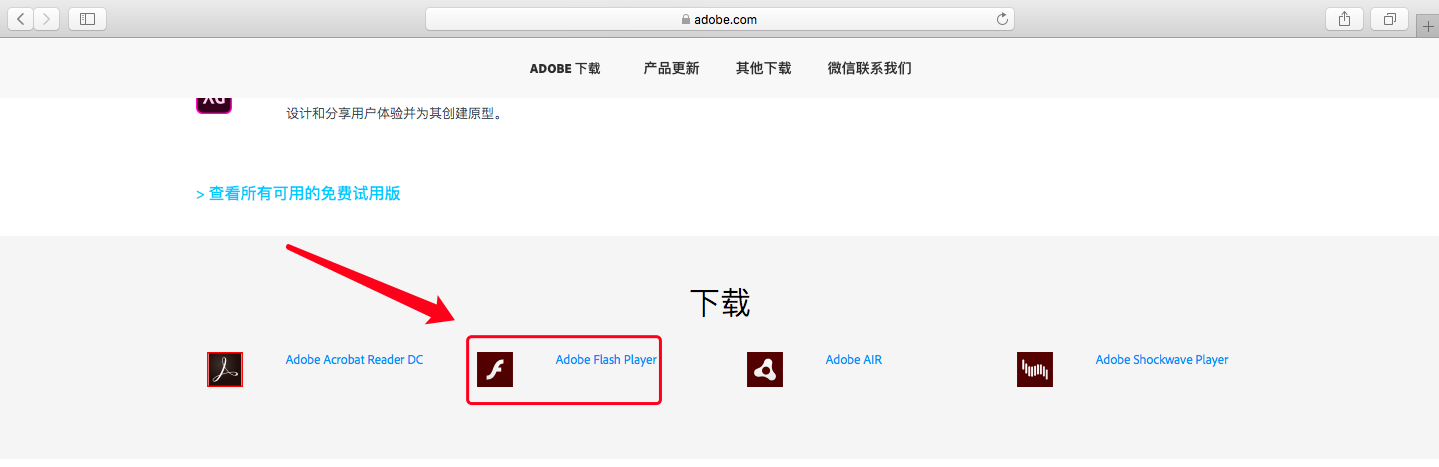 adobe.com
ADOBE 下载 产品更新 其他下载 微信联系我们
设计和分享用户体验并为其创建原型。
> 查看所有可用的免费试用版
下载
Adobe Acrobat Reader DC Adobe Flash Player Adobe AIR Adobe Shockwave Player